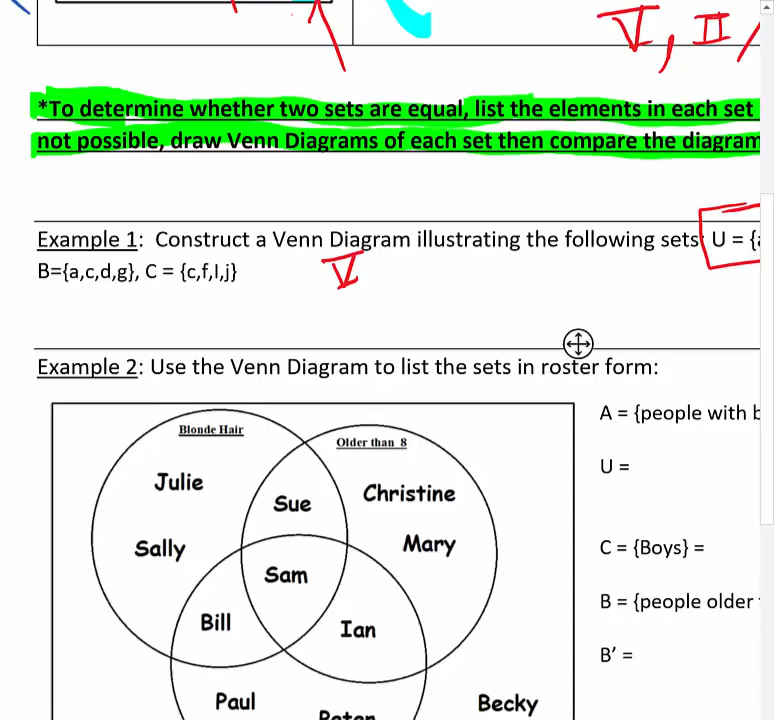 V, II /
*To determine whether two sets are equal, list the elements in each set
not possible, draw Venn Diagrams of each set then compare the diagram
Example 1: Construct a Venn Diagram illustrating the following sets U = {a
B={a,c,d,g}, C = {c,f,I,j}
V
Example 2: Use the Venn Diagram to list the sets in roster form:
Blonde Hair
Older than 8
A = {people with b
Julie
Sue
Christine
U =
Sally
Mary
C = {Boys} =
Sam
B = {people older
Bill
Ian
B′ =
Paul
Peter
Becky